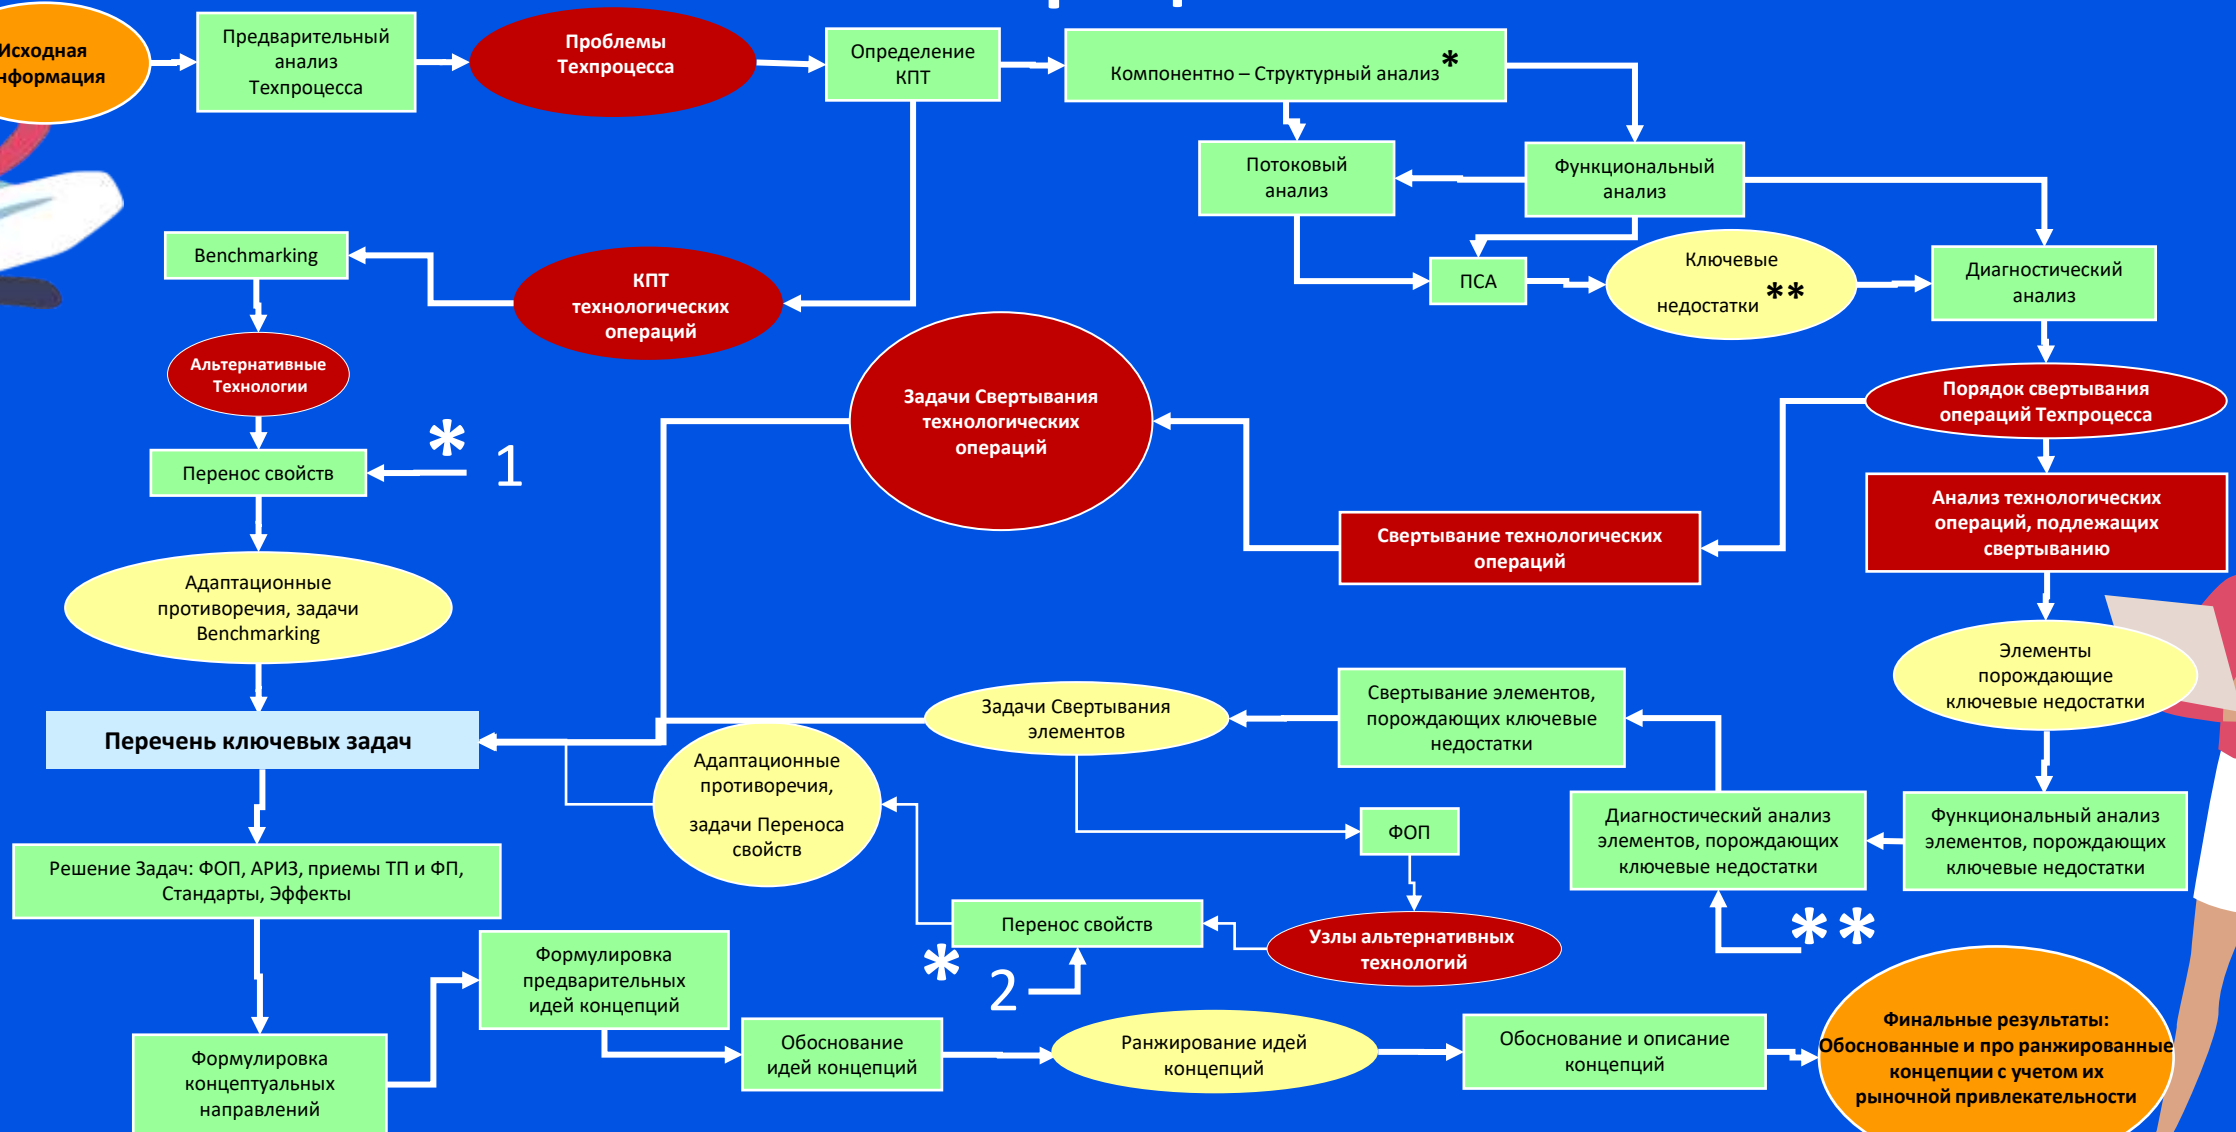 Исходная
Предварительный
анализ
Техпроцесса
Проблемы
Техпроцесса
Определение
КПТ
Компонентно – Структурный анализ *
Потоковый
анализ
Функциональный
анализ
Benchmarking
КПТ
технологических
операций
ПСА
Ключевые
недостатки **
Диагностический
анализ
Альтернативные
Технологии
Задачи Свертывания
технологических
операций
Порядок свертывания
операций Техпроцесса
Перенос свойств
* 1
Свертывание технологических
операций
Анализ технологических
операций, подлежащих
свертыванию
Адаптационные
противоречия, задачи
Benchmarking
Элементы
порождающие
ключевые недостатки
Перечень ключевых задач
Задачи Свертывания
элементов
Свертывание элементов,
порождающих ключевые
недостатки
Адаптационные
противоречия,
задачи Переноса
свойств
ФОП
Диагностический анализ
элементов, порождающих
ключевые недостатки
Функциональный анализ
элементов, порождающих
ключевые недостатки
Решение Задач: ФОП, АРИЗ, приемы ТП и ФП,
Стандарты, Эффекты
Перенос свойств
* 2
Узлы альтернативных
технологий
**
Формулировка
предварительных
идей концепций
Формулировка
концептуальных
направлений
Обоснование
идей концепций
Ранжирование идей
концепций
Обоснование и описание
концепций
Финальные результаты:
Обоснованные и про ранжированные
концепции с учетом их
рыночной привлекательности